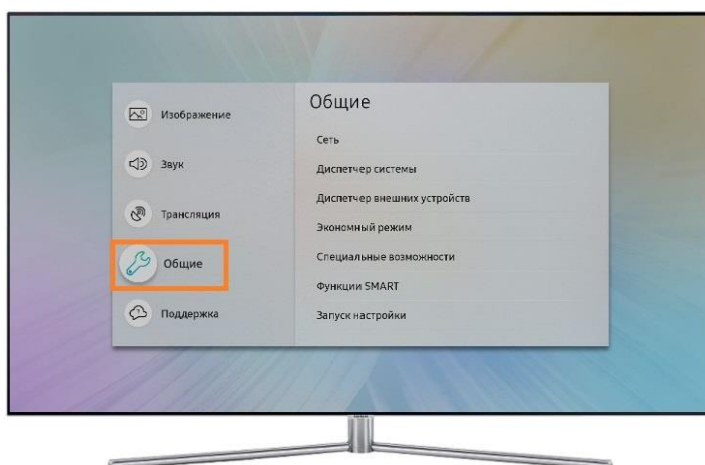 Изображение
Звук
Трансляция
Общие
Поддержка
Общие
Сеть
Диспетчер системы
Диспетчер внешних устройств
Экономный режим
Специальные возможности
Функции SMART
Запуск настройки